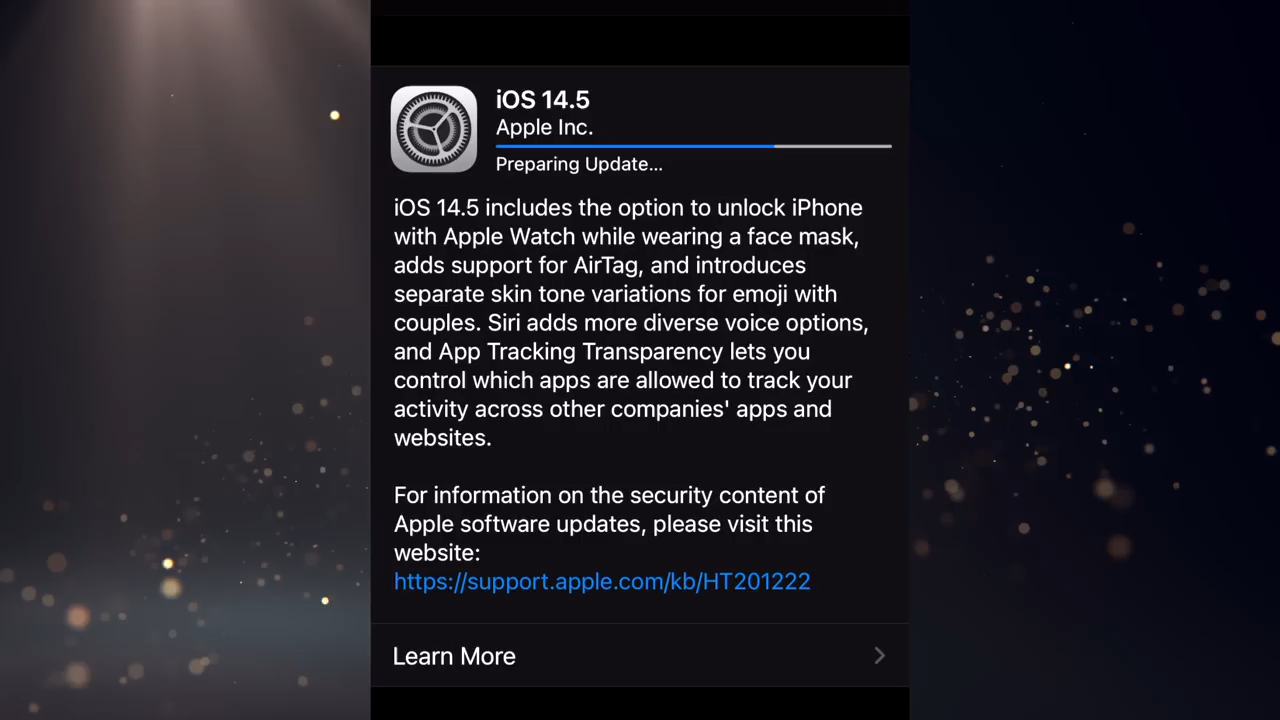 iOS 14.5
Apple Inc.
Preparing Update...
iOS 14.5 includes the option to unlock iPhone
with Apple Watch while wearing a face mask,
adds support for AirTag, and introduces
separate skin tone variations for emoji with
couples. Siri adds more diverse voice options,
and App Tracking Transparency lets you
control which apps are allowed to track your
activity across other companies' apps and
websites.
For information on the security content of
Apple software updates, please visit this
website:
https://support.apple.com/kb/HT201222
Learn More